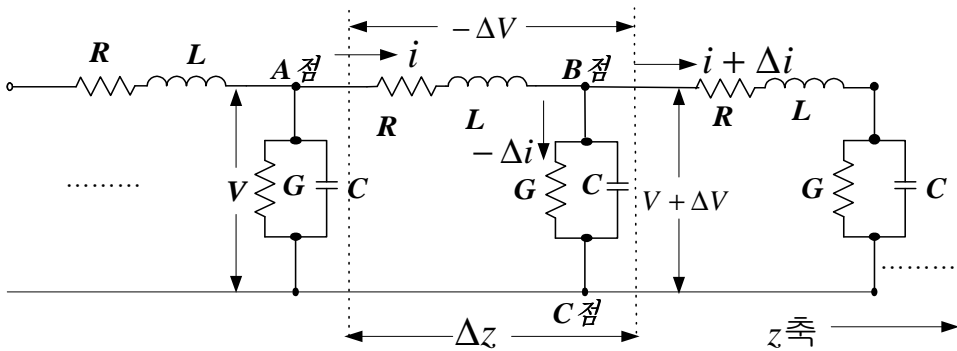 −ΔV
R
L
A점
i
B점
i + Δi
R
L
R
L
−Δi
.........
V
G
C
G
C
V + ΔV
G
C
.........
C점
Δz
z축